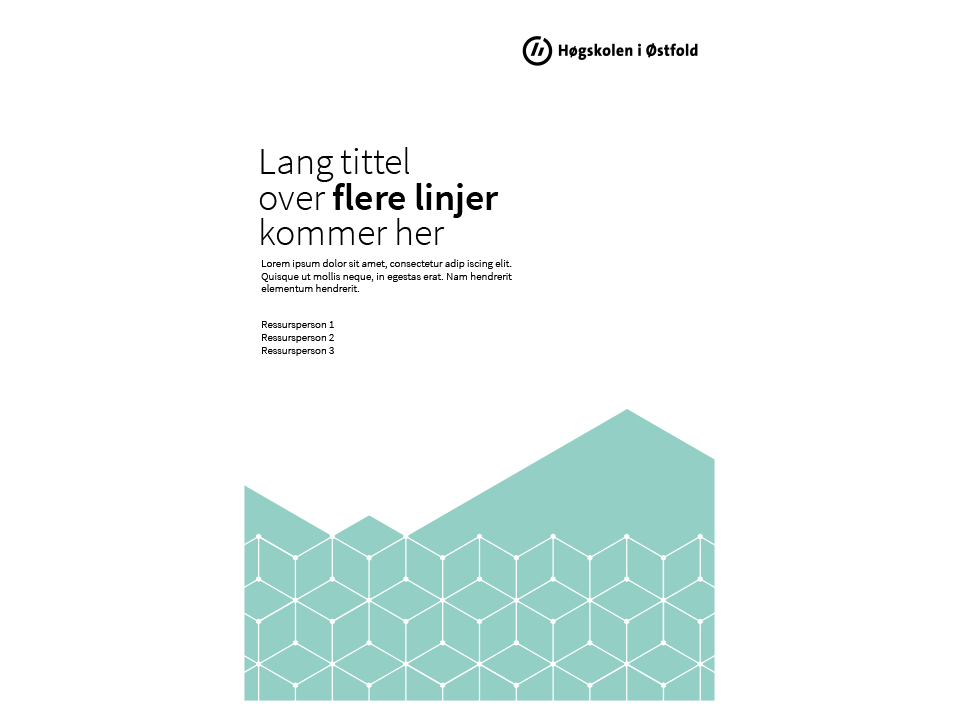 Høgskolen i Østfold
Lang tittel
over flere linjer
kommer her
Lorem ipsum dolor sit amet, consectetur adip iscing elit.
Quisque ut mollis neque, in egestas erat. Nam hendrerit
elementum hendrerit.
Ressursperson 1
Ressursperson 2
Ressursperson 3